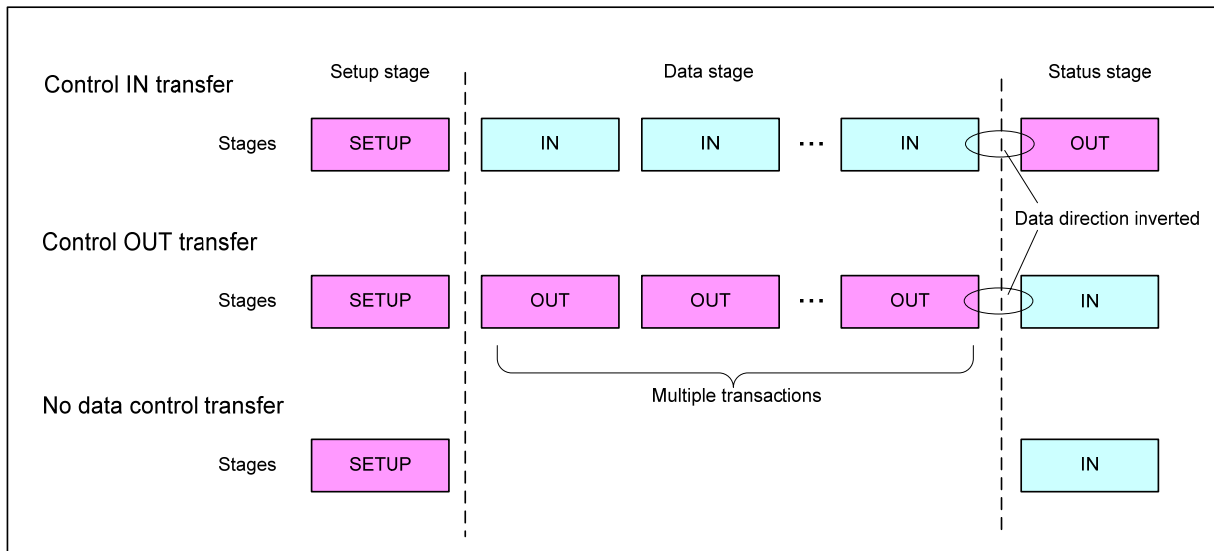 Setup stage
Data stage
Status stage
Control IN transfer
Stages
SETUP
IN
IN
...
IN
OUT
Data direction inverted
Control OUT transfer
Stages
SETUP
OUT
OUT
...
OUT
IN
Multiple transactions
No data control transfer
Stages
SETUP
IN